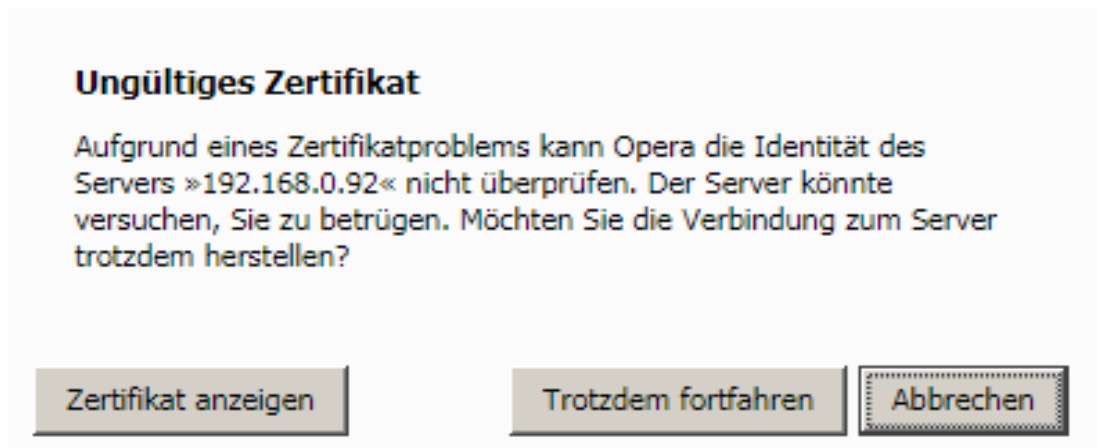 Ungültiges Zertifikat
Aufgrund eines Zertifikatproblems kann Opera die Identität des
Servers »192.168.0.92« nicht überprüfen. Der Server könnte
versuchen, Sie zu betrügen. Möchten Sie die Verbindung zum Server
trotzdem herstellen?
Zertifikat anzeigen Trotzdem fortfahren Abbrechen